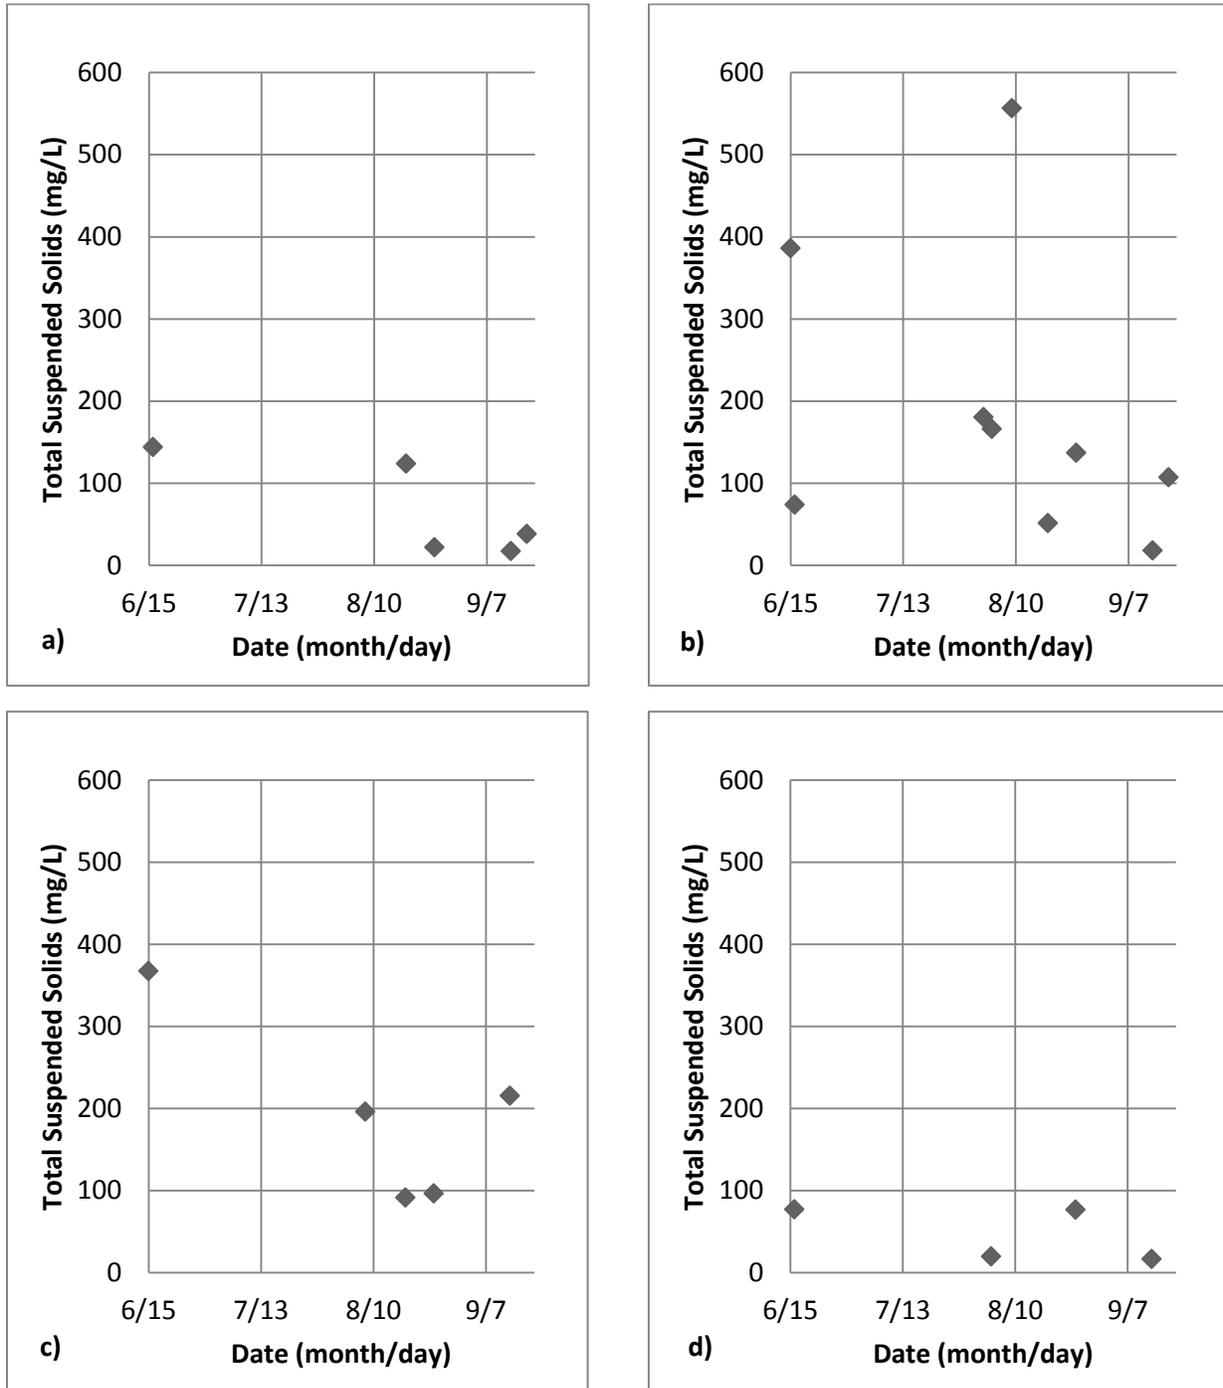 600
500
400
300
200
100
0
6/15 7/13 8/10 9/7
Total Suspended Solids (mg/L)
Date (month/day)
a)
600
500
400
300
200
100
0
6/15 7/13 8/10 9/7
Total Suspended Solids (mg/L)
Date (month/day)
b)
600
500
400
300
200
100
0
6/15 7/13 8/10 9/7
Total Suspended Solids (mg/L)
Date (month/day)
c)
600
500
400
300
200
100
0
6/15 7/13 8/10 9/7
Total Suspended Solids (mg/L)
Date (month/day)
d)